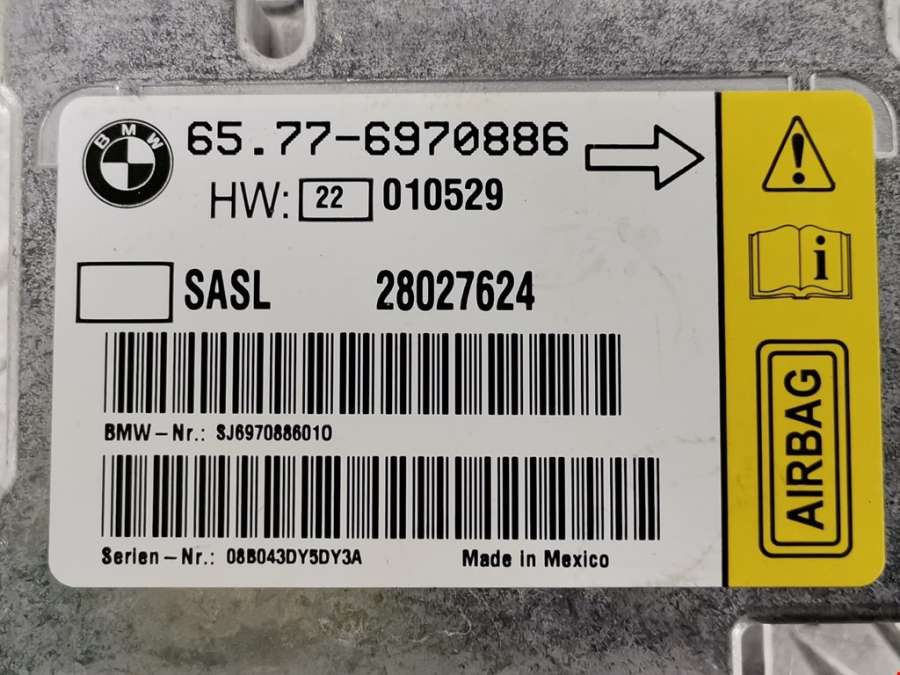 BMW
65.77-6970886
HW: 22 010529
SASL 28027624
BMW-Nr.: SJ6970886010
Serien-Nr.: 08B043DY5DY3A Made in Mexico
i
AIRBAG